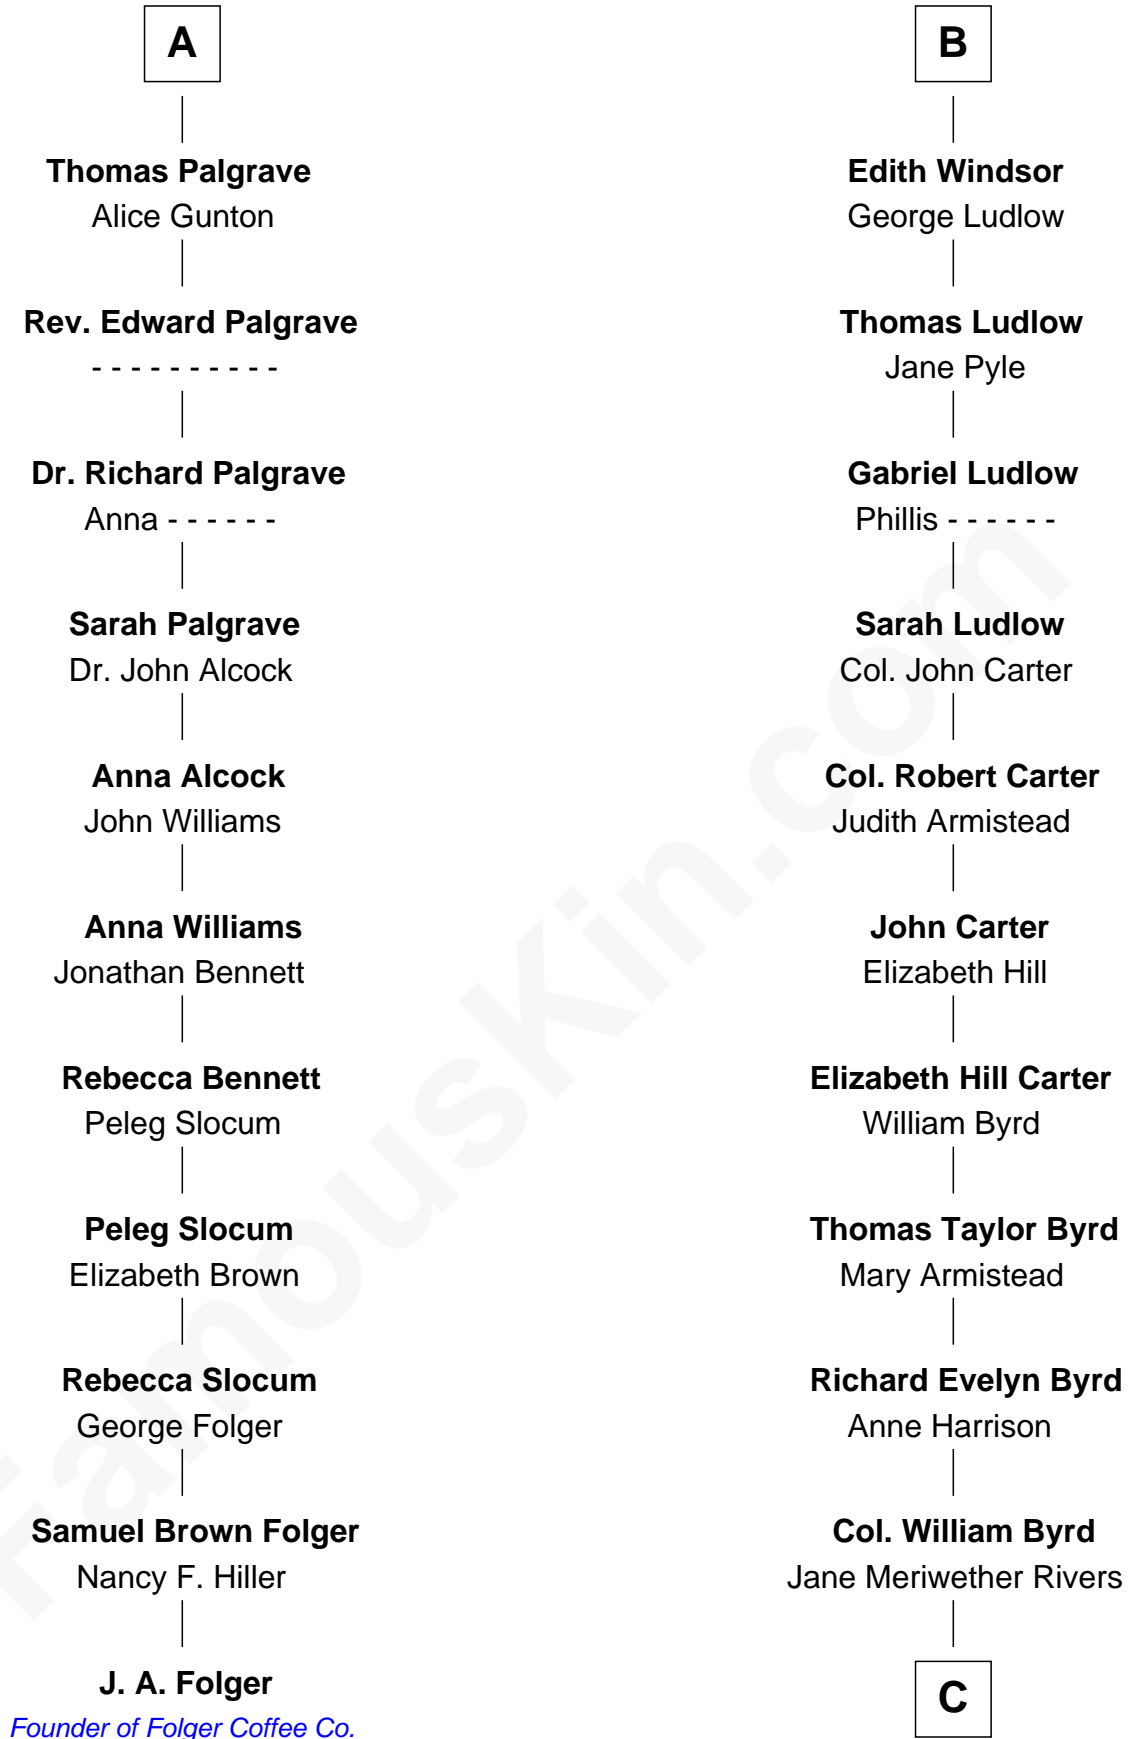 A
Thomas Palgrave
Alice Gunton
Rev. Edward Palgrave
- - - - - - - - - -
Dr. Richard Palgrave
Anna - - - - - -
Sarah Palgrave
Dr. John Alcock
Anna Alcock
John Williams
Anna Williams
Jonathan Bennett
Rebecca Bennett
Peleg Slocum
Peleg Slocum
Elizabeth Brown
Rebecca Slocum
George Folger
Samuel Brown Folger
Nancy F. Hiller
J. A. Folger
Founder of Folger Coffee Co.
B
Edith Windsor
George Ludlow
Thomas Ludlow
Jane Pyle
Gabriel Ludlow
Phillis - - - - - -
Sarah Ludlow
Col. John Carter
Col. Robert Carter
Judith Armistead
John Carter
Elizabeth Hill
Elizabeth Hill Carter
William Byrd
Thomas Taylor Byrd
Mary Armistead
Richard Evelyn Byrd
Anne Harrison
Col. William Byrd
Jane Meriwether Rivers
C
FamousKin.com